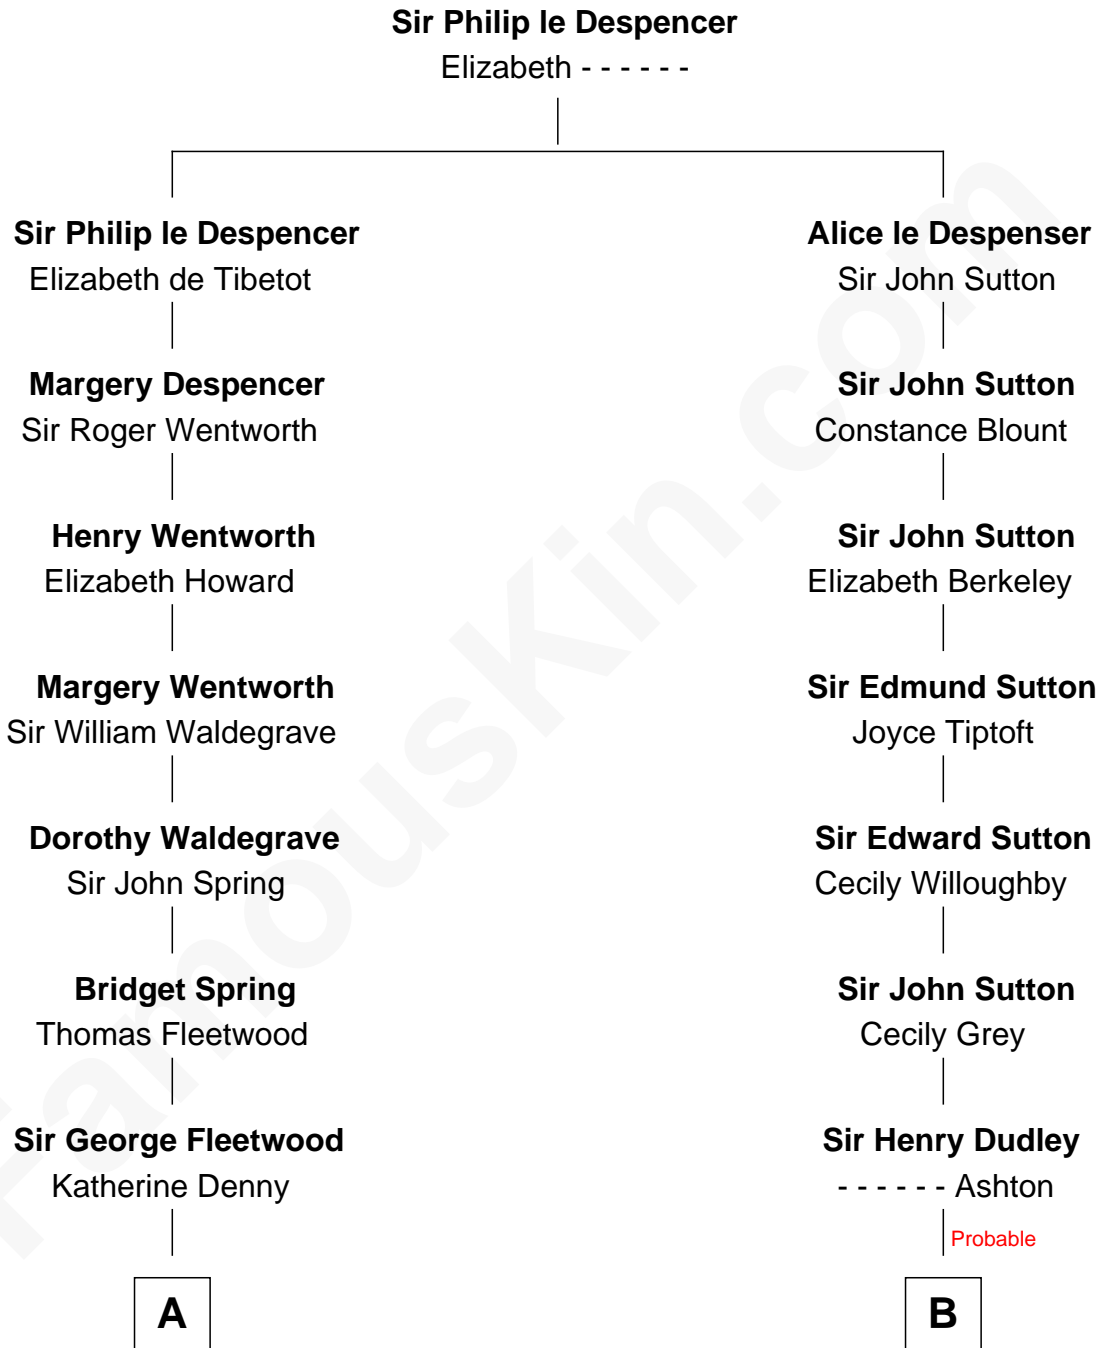 Sir Philip le Despencer
Elizabeth - - - - - -
Sir Philip le Despencer
Elizabeth de Tibetot
Alice le Despenser
Sir John Sutton
Margery Despencer
Sir Roger Wentworth
Sir John Sutton
Constance Blount
Henry Wentworth
Elizabeth Howard
Sir John Sutton
Elizabeth Berkeley
Margery Wentworth
Sir William Waldegrave
Sir Edmund Sutton
Joyce Tiptoft
Dorothy Waldegrave
Sir John Spring
Sir Edward Sutton
Cecily Willoughby
Bridget Spring
Thomas Fleetwood
Sir John Sutton
Cecily Grey
Sir George Fleetwood
Katherine Denny
Sir Henry Dudley
- - - - - - Ashton
Probable
A
B
FamousKin.com